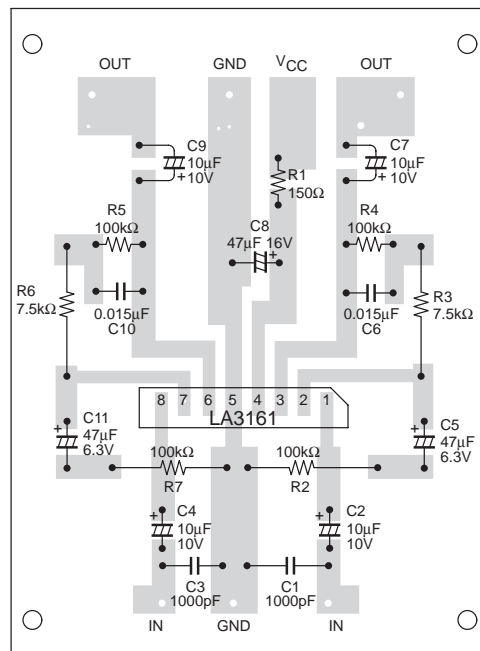 OUT GND VCC OUT
C9
10μF
+ 10V
C7
10μF
+ 10V
R1
150Ω
R5
100kΩ
C8
47μF 16V
+
R4
100kΩ
R6
7.5kΩ
0.015μF
C10
0.015μF
C6
R3
7.5kΩ
8 7 6 5 4 3 2 1
LA3161
+ C11
47μF
6.3V
+ C5
47μF
6.3V
100kΩ
R7
100kΩ
R2
+ C4
10μF
10V
+ C2
10μF
10V
C3
1000pF
C1
1000pF
IN GND IN